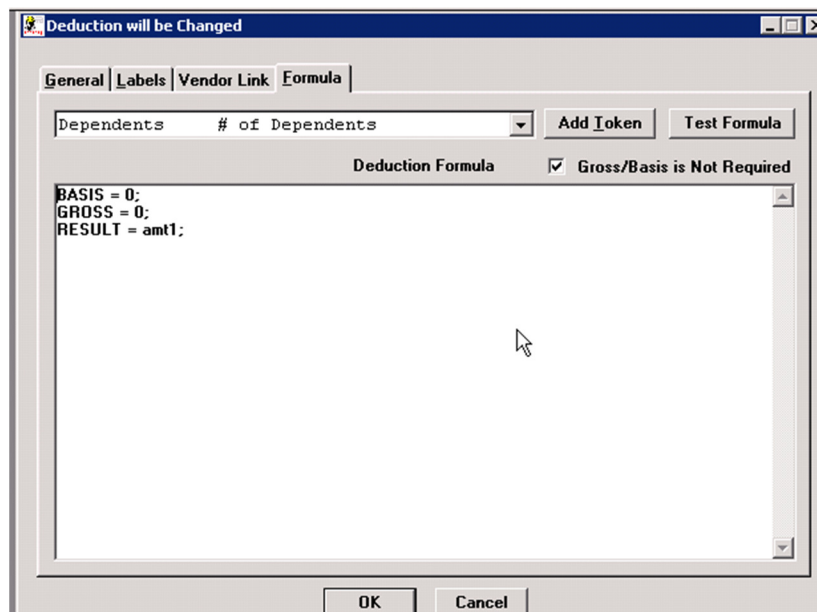 Deduction will be Changed
General Labels Vendor Link Formula
Dependents # of Dependents Add Token Test Formula
Deduction Formula Gross/Basis is Not Required
BASIS = 0;
GROSS = 0;
RESULT = amt1;
OK Cancel